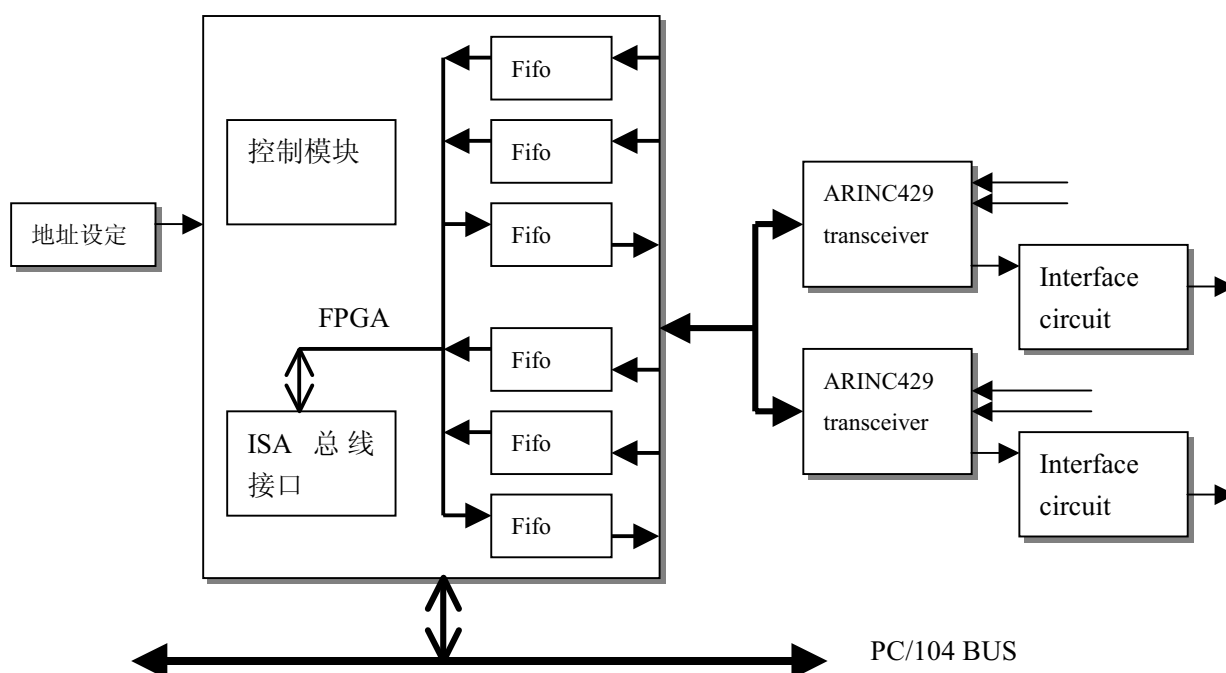 Fifo
控制模块
Fifo
ARINC429
transceiver
地址设定
Fifo
Interface
circuit
FPGA
Fifo
ARINC429
transceiver
ISA 总 线
接口
Fifo
Interface
circuit
Fifo
PC/104 BUS